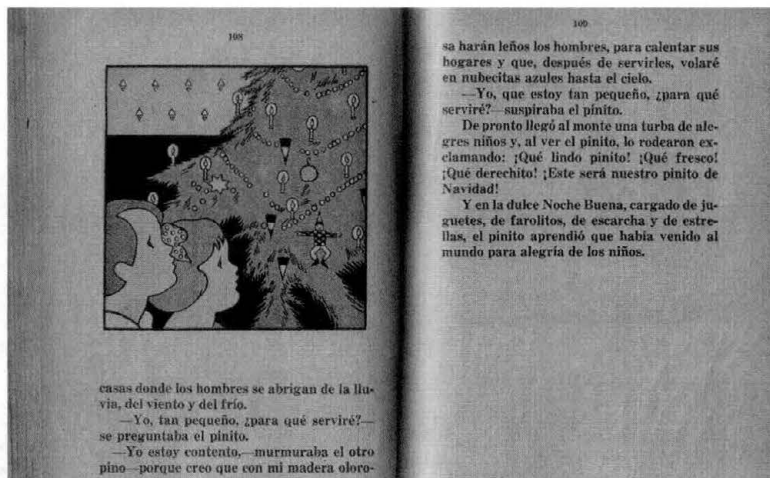 108
casas donde los hombres se abrigan de la llu-
via, del viento y del frío.
—Yo, tan pequeño, ¿para qué serviré?—
se preguntaba el pinito.
—Yo estoy contento,—murmuraba el otro
pino—porque creo que con mi madera oloro-
109
sa harán leños los hombres, para calentar sus
hogares y que, después de servirles, volaré
en nubecitas azules hasta el cielo.
—Yo, que estoy tan pequeño, ¿para qué
serviré?—suspiraba el pinito.
De pronto llegó al monte una turba de ale-
gres niños y, al ver el pinito, lo rodearon ex-
clamando: ¡Qué lindo pinito! ¡Qué fresco!
¡Qué derechito! ¡Este será nuestro pinito de
Navidad!
Y en la dulce Noche Buena, cargado de ju-
guetes, de farolitos, de escarcha y de estre-
llas, el pinito aprendió que había venido al
mundo para alegría de los niños.